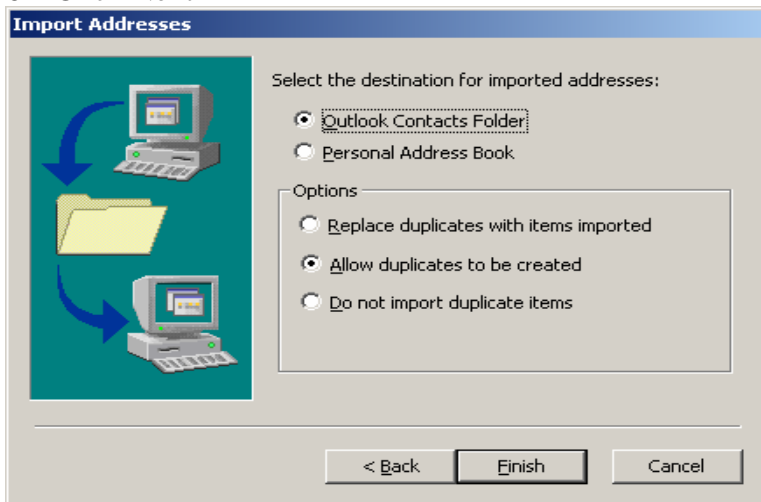 Import Addresses
Select the destination for imported addresses:
Outlook Contacts Folder
Personal Address Book
Options
Replace duplicates with items imported
Allow duplicates to be created
Do not import duplicate items
< Back Finish Cancel